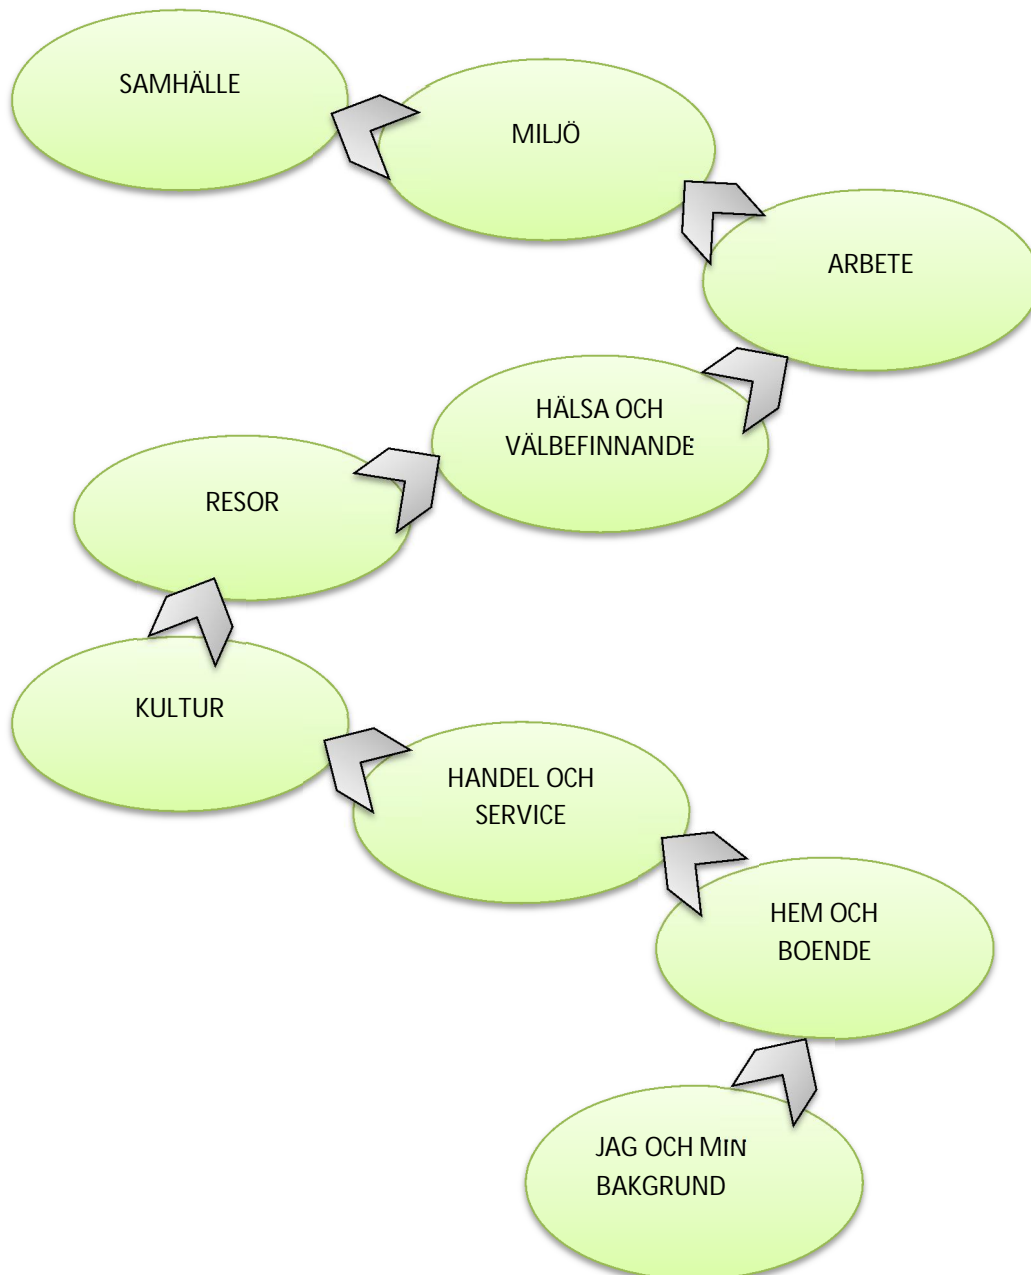 SAMHÄLLE
MILJÖ
ARBETE
HÄLSA OCH
VÄLBEFINNANDE
RESOR
KULTUR
HANDEL OCH
SERVICE
HEM OCH
BOENDE
JAG OCH MIN
BAKGRUND